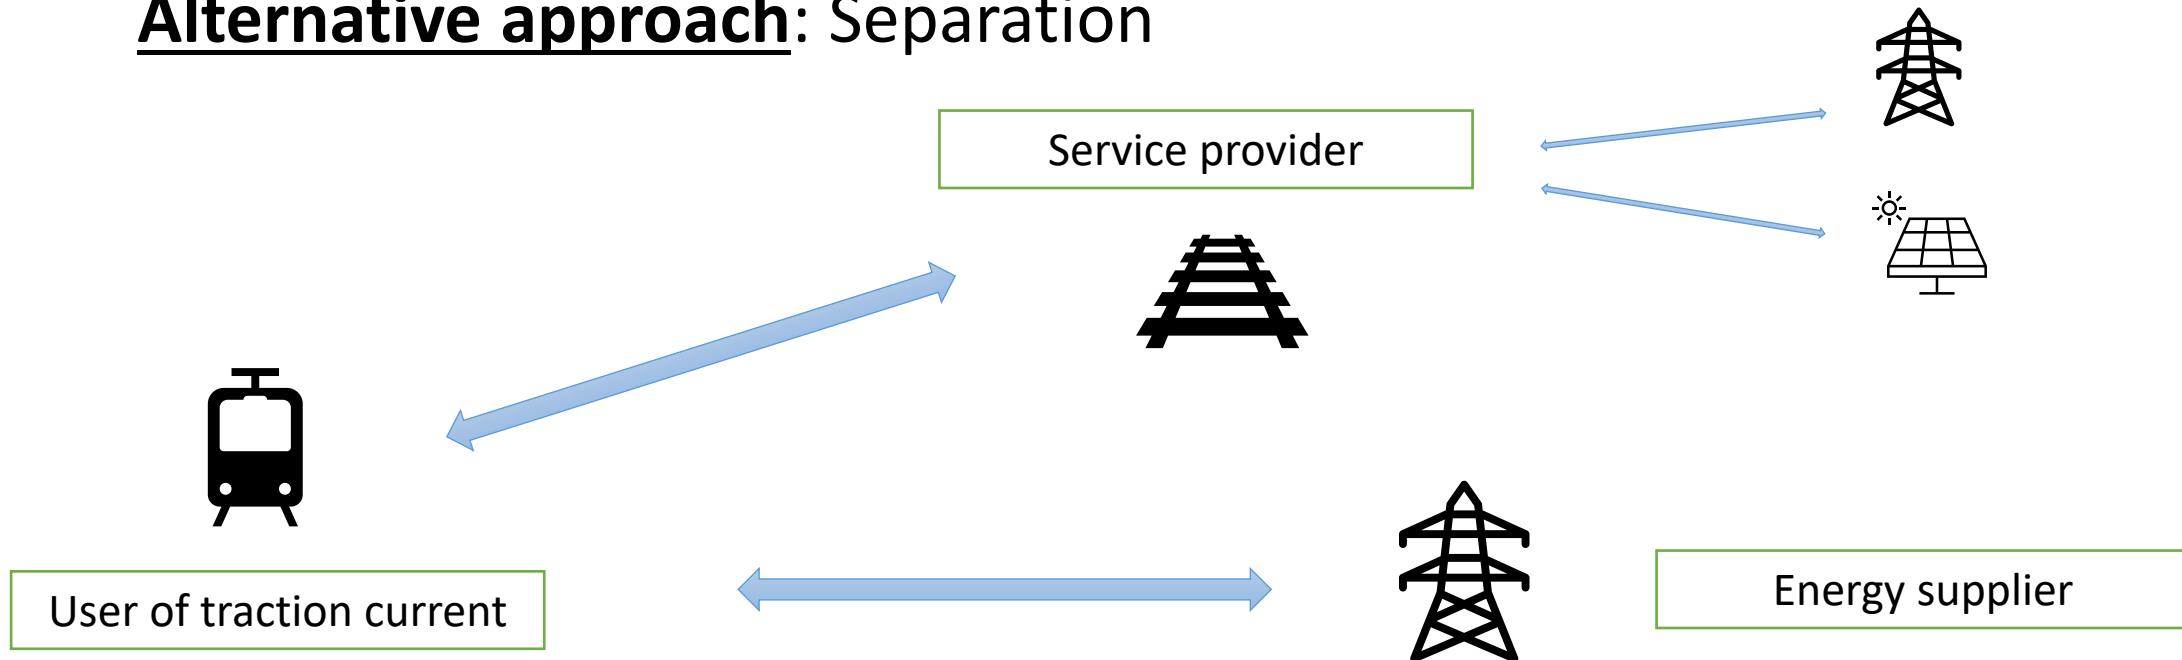 Alternative approach: Separation
Service provider
User of traction current
Energy supplier